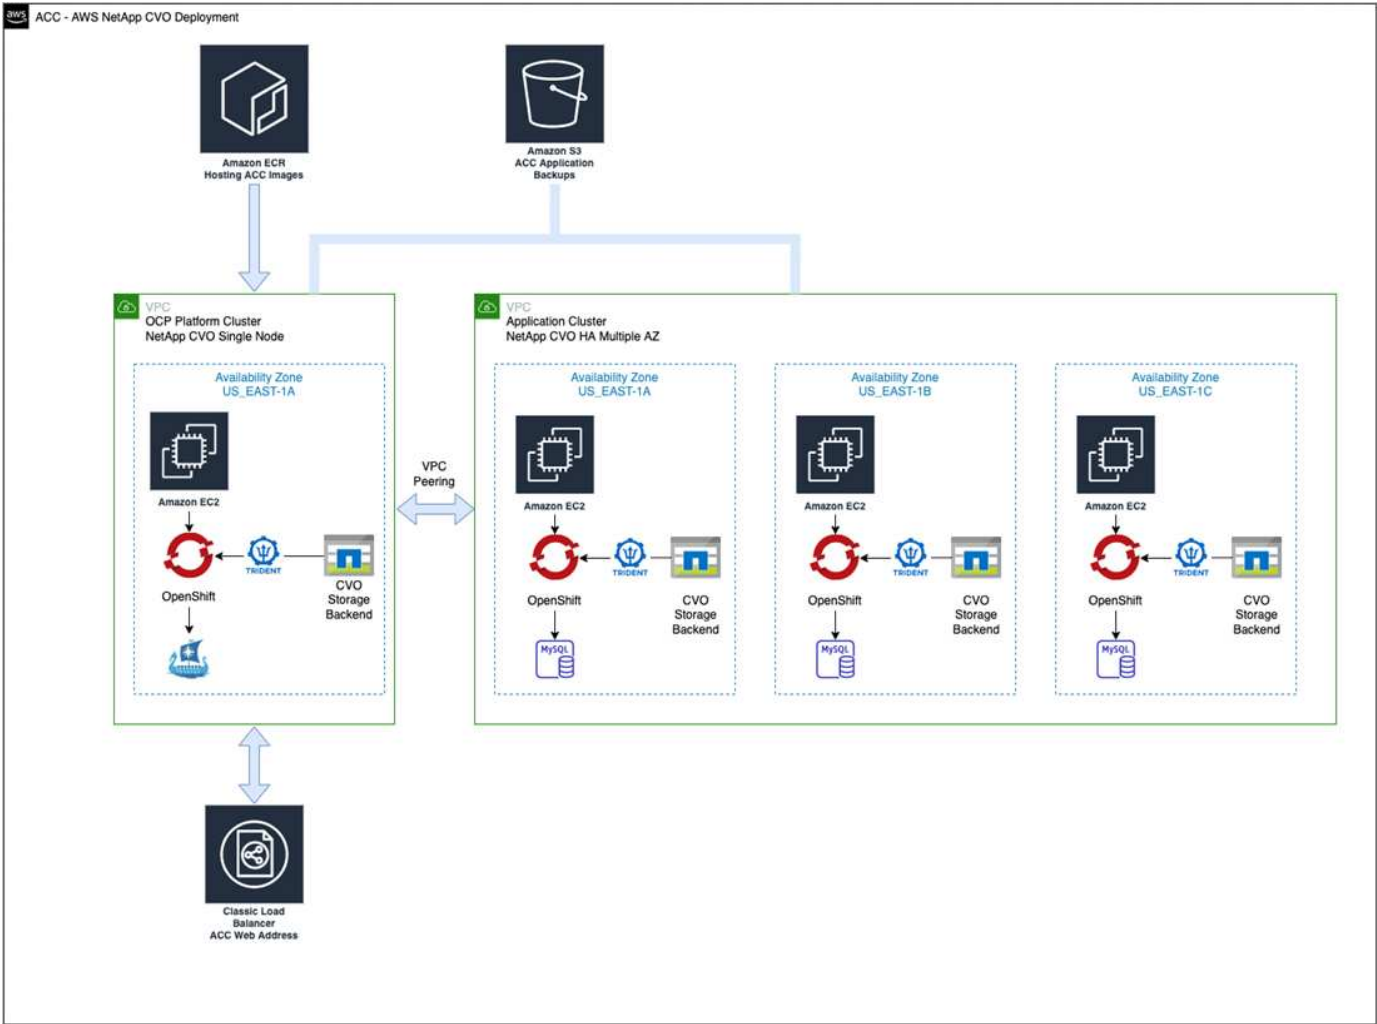 aws
ACC - AWS NetApp CVO Deployment
Amazon ECR
Hosting ACC Images
Amazon S3
ACC Application
Backups
VPC
OCP Platform Cluster
NetApp CVO Single Node
Availability Zone
US_EAST-1A
Amazon EC2
TRIDENT
OpenShift
CVO
Storage
Backend
VPC
Peering
VPC
Application Cluster
NetApp CVO HA Multiple AZ
Availability Zone
US_EAST-1A
Amazon EC2
TRIDENT
OpenShift
CVO
Storage
Backend
MySQL
Availability Zone
US_EAST-1B
Amazon EC2
TRIDENT
OpenShift
CVO
Storage
Backend
MySQL
Availability Zone
US_EAST-1C
Amazon EC2
TRIDENT
OpenShift
CVO
Storage
Backend
MySQL
Classic Load
Balancer
ACC Web Address